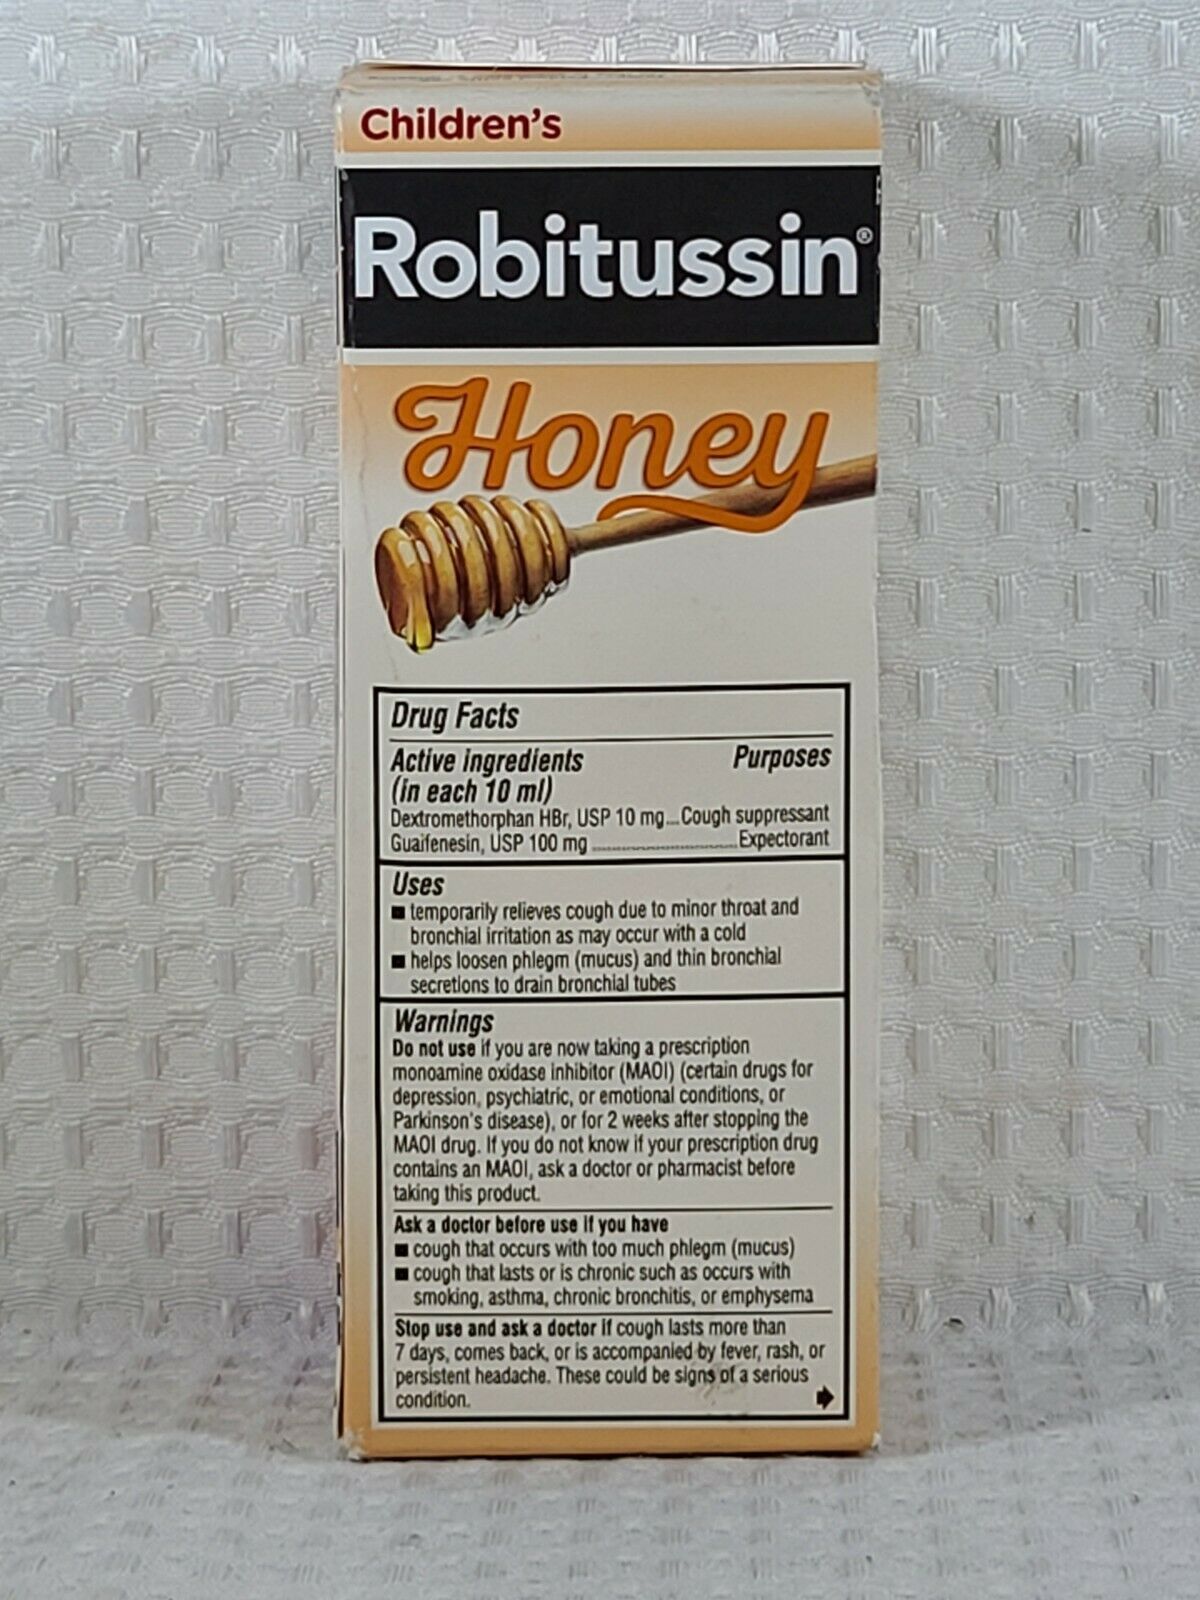 Children's
Robitussin®
Honey
Drug Facts
Active ingredients Purposes
(in each 10 ml)
Dextromethorphan HBr, USP 10 mg....Cough suppressant
Guaifenesin, USP 100 mg ................................Expectorant
Uses
■ temporarily relieves cough due to minor throat and
bronchial irritation as may occur with a cold
■ helps loosen phlegm (mucus) and thin bronchial
secretions to drain bronchial tubes
Warnings
Do not use if you are now taking a prescription
monoamine oxidase inhibitor (MAOI) (certain drugs for
depression, psychiatric, or emotional conditions, or
Parkinson's disease), or for 2 weeks after stopping the
MAOI drug. If you do not know if your prescription drug
contains an MAOI, ask a doctor or pharmacist before
taking this product.
Ask a doctor before use if you have
■ cough that occurs with too much phlegm (mucus)
■ cough that lasts or is chronic such as occurs with
smoking, asthma, chronic bronchitis, or emphysema
Stop use and ask a doctor if cough lasts more than
7 days, comes back, or is accompanied by fever, rash, or
persistent headache. These could be signs of a serious
condition.